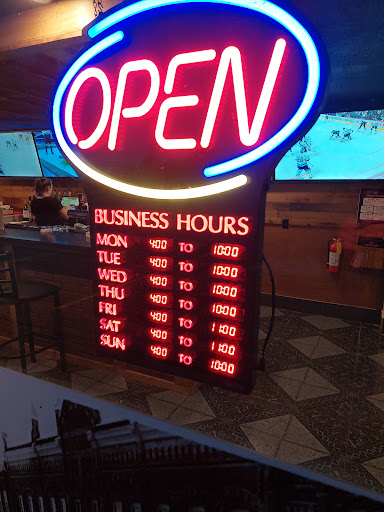 OPEN
BUSINESS HOURS
MON 4:00 TO 10:00
TUE 4:00 TO 10:00
WED 4:00 TO 10:00
THU 4:00 TO 10:00
FRI 4:00 TO 11:00
SAT 4:00 TO 11:00
SUN 4:00 TO 10:00